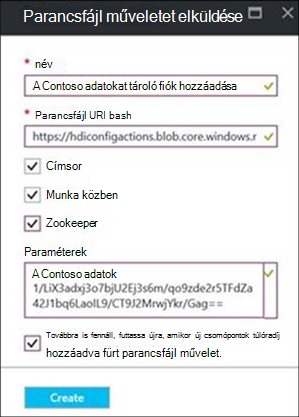 Parancsfájl műveletet elküldése
* név
A Contoso adatokat tároló fiók hozzáadása
* Parancsfájl URI bash
https://hdiconfigactions.blob.core.windows.r
Címsor
Munka közben
Zookeeper
Paraméterek
A Contoso adatok
1/LiX3adxj3o7bjU2Ej3s6m/qo9zde2r5TFdZa
42J1bq6LaolL9/CT9J2MrwjYkr/Gag==
Továbbra is fennáll, futtassa újra, amikor új csomópontok túlóradíj
hozzáadva fürt parancsfájl művelet.
Create